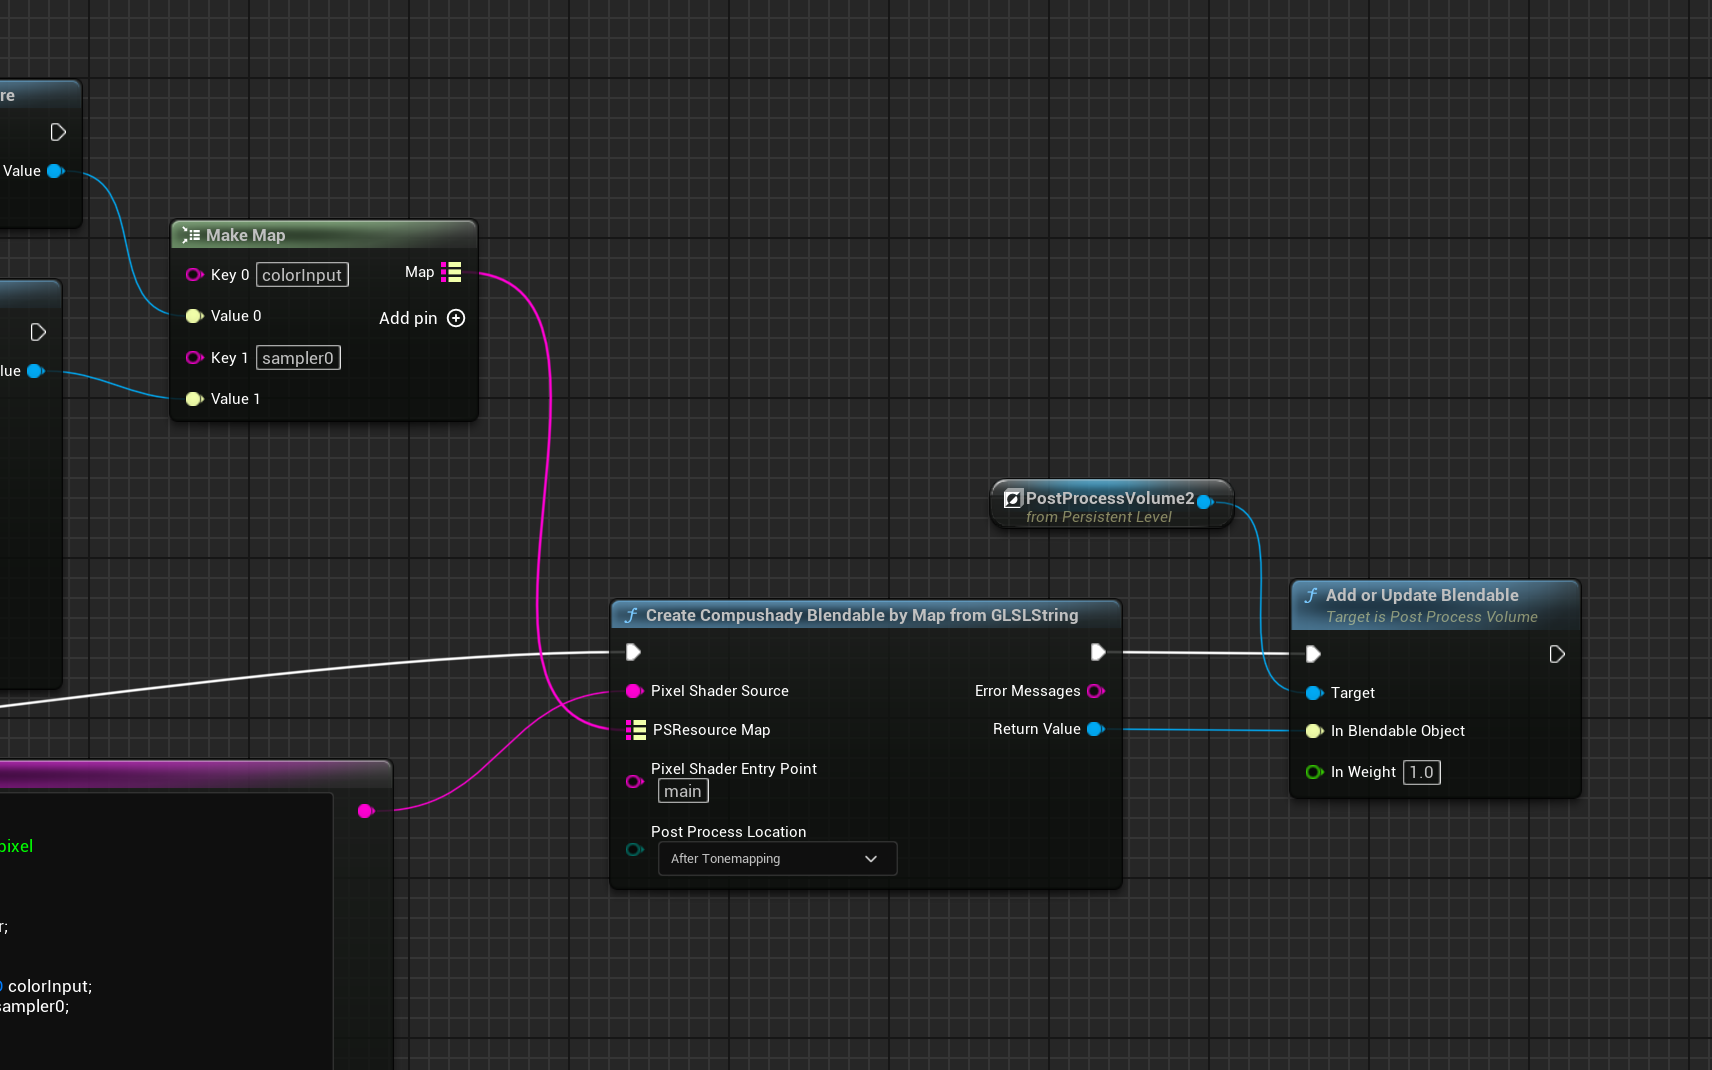 re
Value
lue
Make Map
Key 0 colorInput
Map
Value 0
Add pin
Key 1 sampler0
Value 1
PostProcessVolume2
from Persistent Level
Create Compushady Blendable by Map from GLSLString
Pixel Shader Source
Error Messages
PSResource Map
Return Value
Pixel Shader Entry Point
main
Post Process Location
After Tonemapping
Add or Update Blendable
Target is Post Process Volume
Target
In Blendable Object
In Weight 1.0
pixel
r;
colorInput;
sampler0;